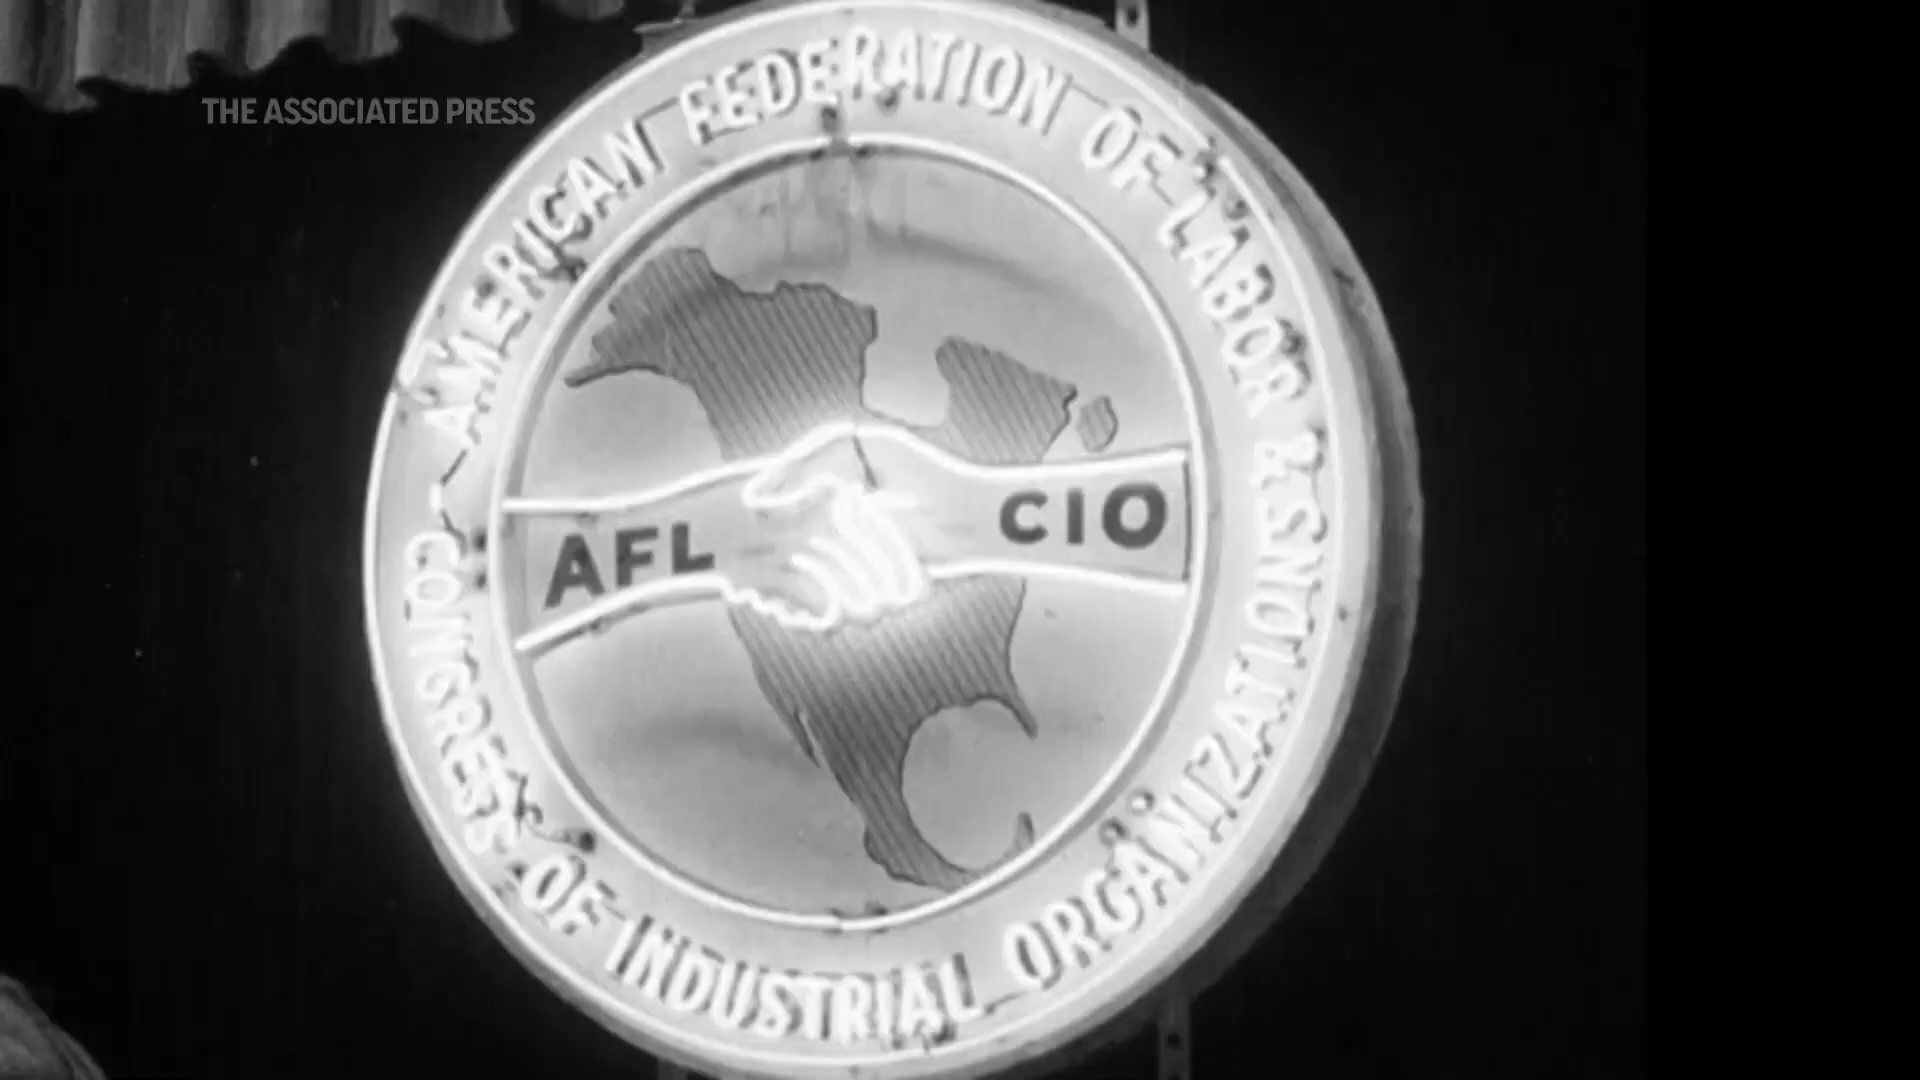 THE ASSOCIATED PRESS
AMERICAN FEDERATION OF LABOR &
CONGRESS OF INDUSTRIAL ORGANIZATIONS
AFL
CIO